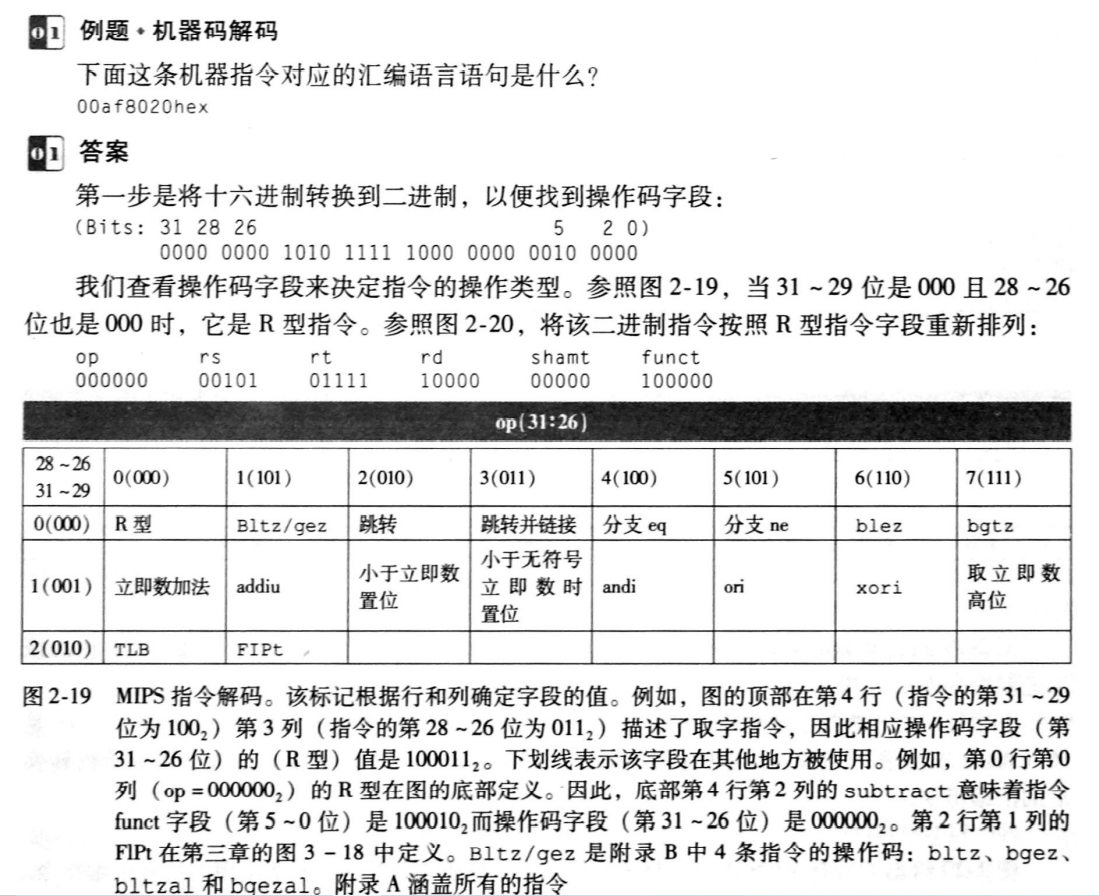 01 例题·机器码解码
下面这条机器指令对应的汇编语言语句是什么？
00af8020hex
01 答案
第一步是将十六进制转换到二进制，以便找到操作码字段：
(Bits: 31 28 26 5 2 0)
0000 0000 1010 1111 1000 0000 0010 0000
我们查看操作码字段来决定指令的操作类型。参照图 2-19，当 31～29 位是 000 且 28～26
位也是 000 时，它是 R 型指令。参照图 2-20，将该二进制指令按照 R 型指令字段重新排列：
op rs rt rd shamt funct
000000 00101 01111 10000 00000 100000
op(31:26)
28～26
31～29
0(000) 1(101) 2(010) 3(011) 4(100) 5(101) 6(110) 7(111)
0(000) R 型 Bltz/gez 跳转 跳转并链接 分支 eq 分支 ne blez bgtz
1(001) 立即数加法 addiu 小于立即数 置位 小于无符号 立即数时 置位 andi ori xori 取立即数 高位
2(010) TLB FIPt
图 2-19 MIPS 指令解码。该标记根据行和列确定字段的值。例如，图的顶部在第 4 行（指令的第 31～29
位为 100₂）第 3 列（指令的第 28～26 位为 011₂）描述了取字指令，因此相应操作码字段（第
31～26 位）的（R 型）值是 100011₂。下划线表示该字段在其他地方被使用。例如，第 0 行第 0
列（op = 000000₂）的 R 型在图的底部定义。因此，底部第 4 行第 2 列的 subtract 意味着指令
funct 字段（第 5～0 位）是 100010₂而操作码字段（第 31～26 位）是 000000₂。第 2 行第 1 列的
FlPt 在第三章的图 3－18 中定义。Bltz/gez 是附录 B 中 4 条指令的操作码：bltz、bgez、
bltzal 和 bgezal。附录 A 涵盖所有的指令